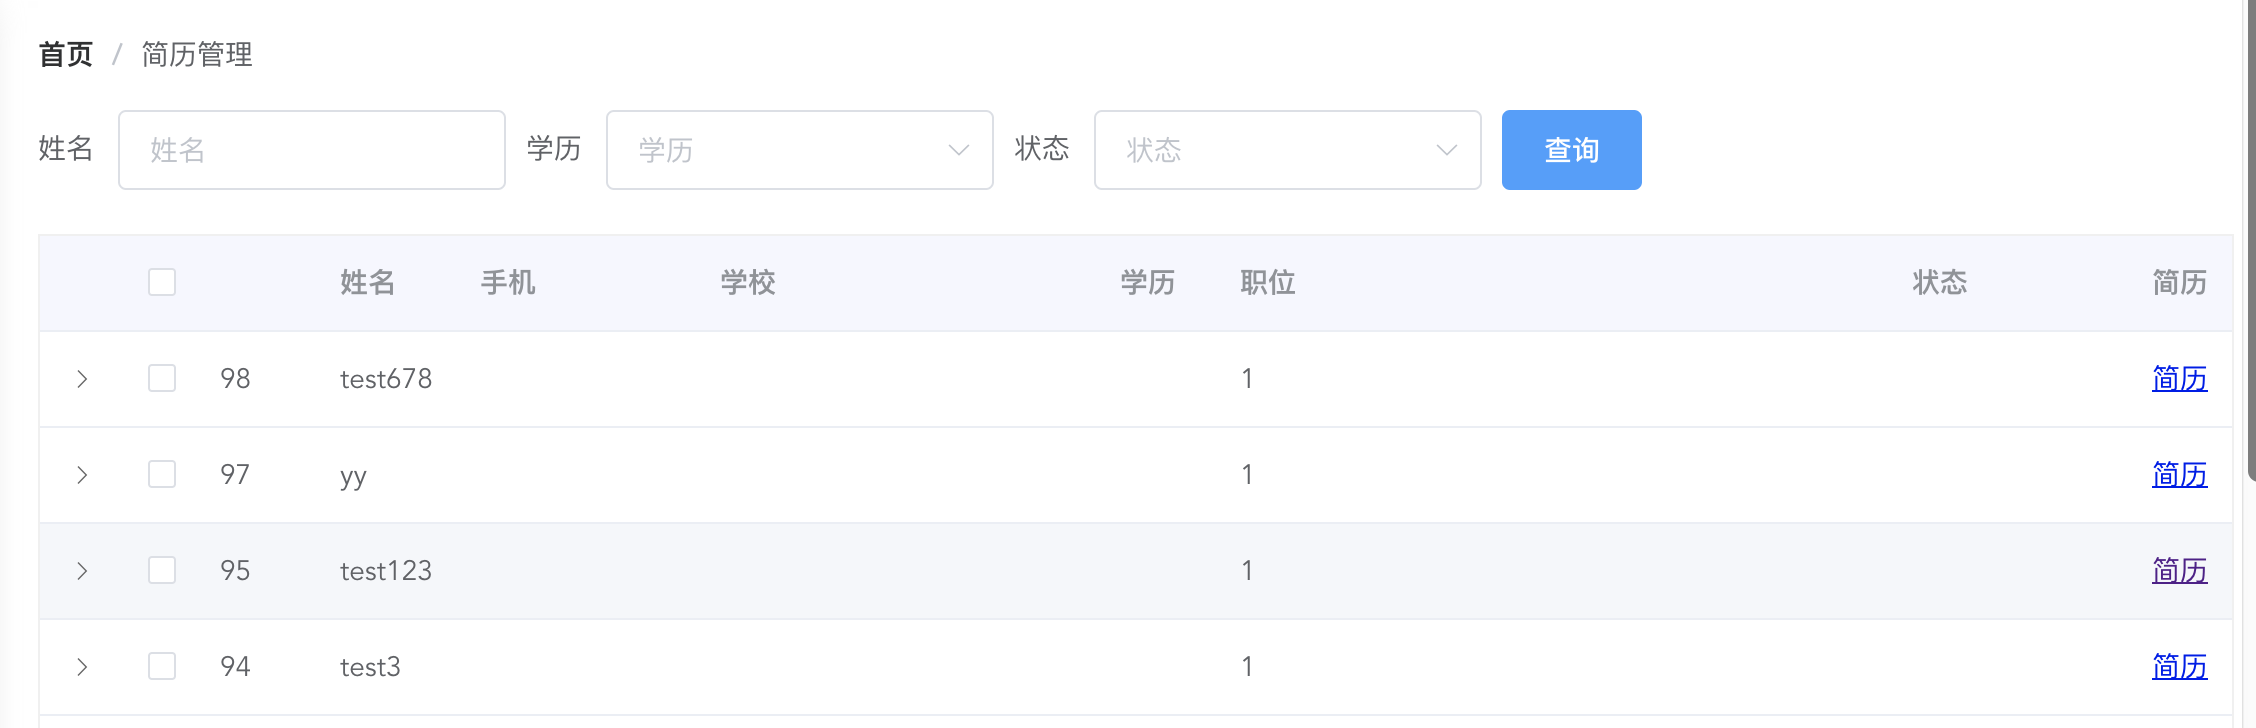 首页 / 简历管理
姓名 姓名 学历 学历 状态 状态 查询
姓名 手机 学校 学历 职位 状态 简历
98 test678 1 简历
97 yy 1 简历
95 test123 1 简历
94 test3 1 简历